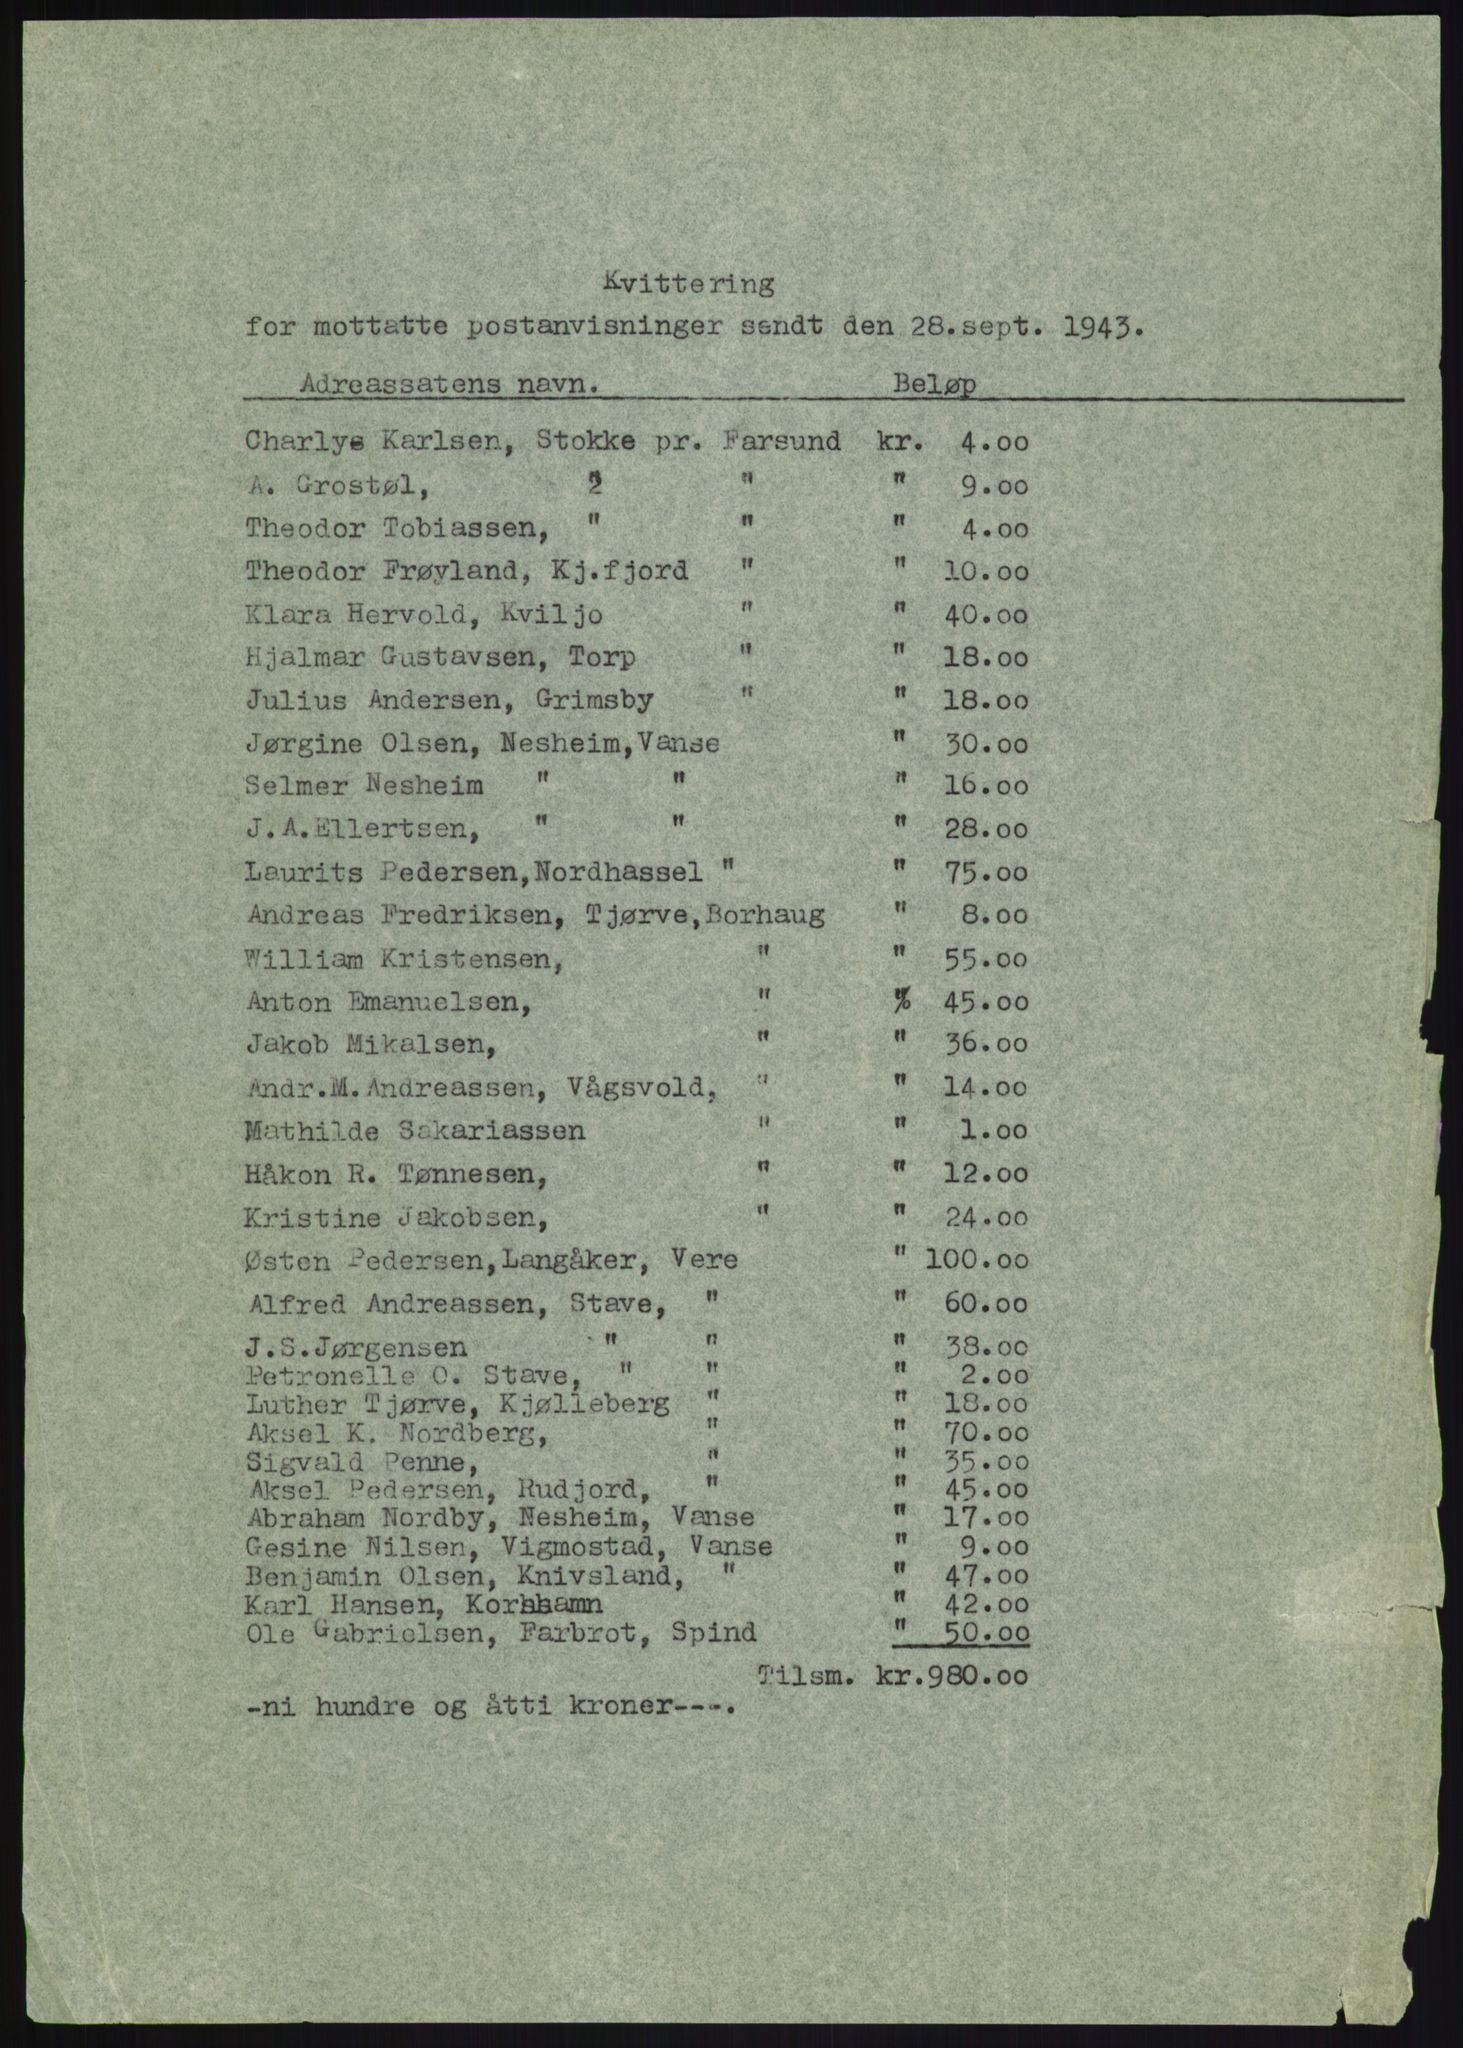 Kvittering
for mottatte postanvisninger sendt den 28.sept. 1943.
Adreassatens navn. Beløp
Charlys Karlsen, Stokke pr. Farsund kr. 4.00
A. Grostøl, 2 " " 9.00
Theodor Tobiassen, " " " 4.00
Theodor Frøyland, Kj.fjord " " 10.00
Klara Hervold, Kviljo " " 40.00
Hjalmar Gustavsen, Torp " " 18.00
Julius Andersen, Grimsby " " 18.00
Jørgine Olsen, Nesheim,Vanse " 30.00
Selmer Nesheim " " " 16.00
J.A.Ellertsen, " " " 28.00
Laurits Pedersen,Nordhassel " " 75.00
Andreas Fredriksen, Tjørve,Borhaug " 8.00
William Kristensen, " " 55.00
Anton Emanuelsen, " % 45.00
Jakob Mikalsen, " " 36.00
Andr.M.Andreassen, Vågsvold, " " 14.00
Mathilde Sakariassen " " 1.00
Håkon R. Tønnesen, " " 12.00
Kristine Jakobsen, " " 24.00
Østen Pedersen,Langåker, Vere " 100.00
Alfred Andreassen, Stave, " " 60.00
J.S.Jørgensen " " " 38.00
Petronelle O. Stave, " " " 2.00
Luther Tjørve, Kjølleberg " " 18.00
Aksel K. Nordberg, " " 70.00
Sigvald Penne, " " 35.00
Aksel Pedersen, Rudjord, " " 45.00
Abraham Nordby, Nesheim, Vanse " 17.00
Gesine Nilsen, Vigmostad, Vanse " 9.00
Benjamin Olsen, Knivsland, " " 47.00
Karl Hansen, Korshamn " 42.00
Ole Gabrielsen, Farbrot, Spind " 50.00
Tilsm. kr.980.00
-ni hundre og åtti kroner----.